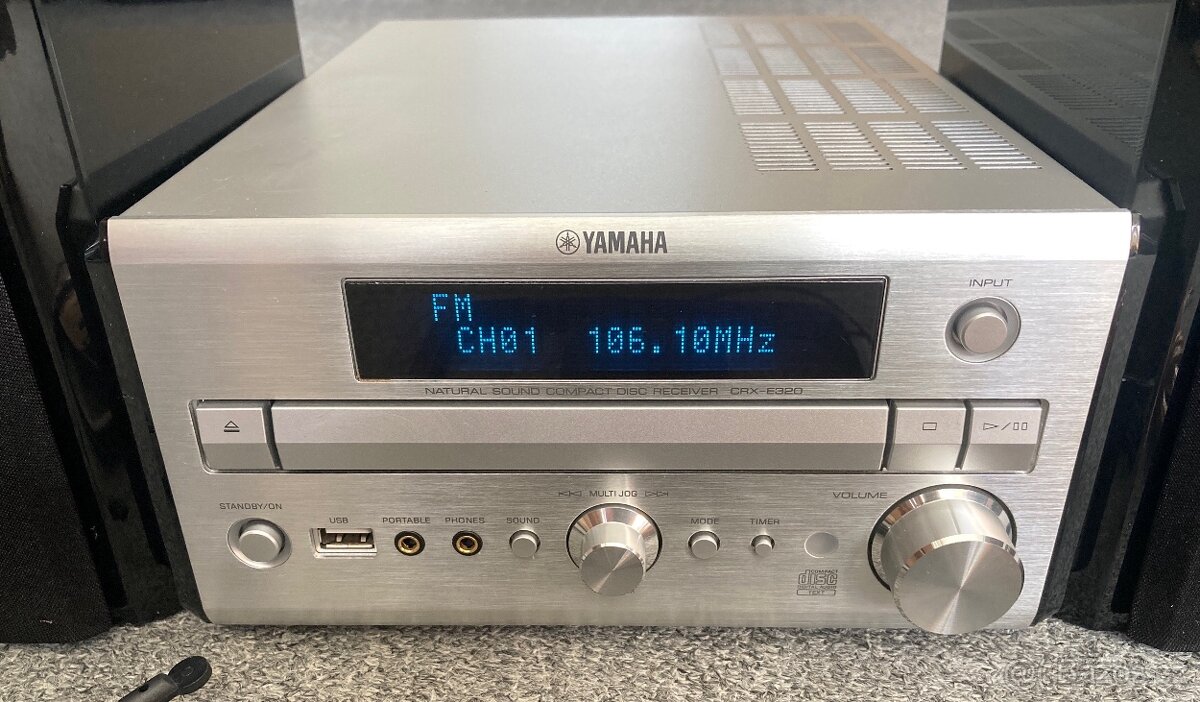 YAMAHA
INPUT
FM
CH01 106.10MHz
NATURAL SOUND COMPACT DISC RECEIVER CRX-E320
STANDBY/ON
USB
PORTABLE
PHONES
SOUND
MULTI JOG
MODE
TIMER
VOLUME
COMPACT
disc
DIGITAL AUDIO
TEXT